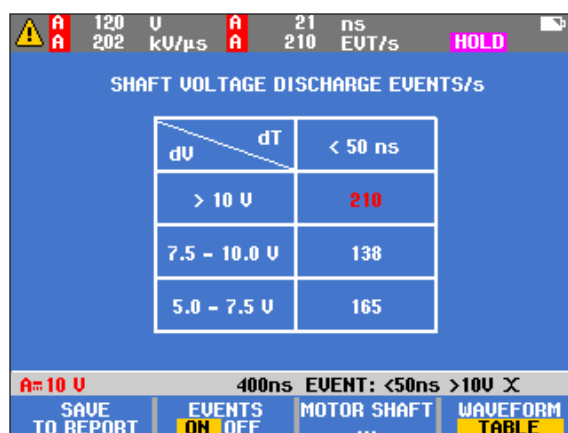 A 120 V A 21 ns
A 202 kV/µs A 210 EVT/s HOLD
SHAFT VOLTAGE DISCHARGE EVENTS/s
dT
dV < 50 ns
> 10 V 210
7.5 - 10.0 V 138
5.0 - 7.5 V 165
A 10 V 400ns EVENT: <50ns >10V X
SAVE EVENTS MOTOR SHAFT WAVEFORM
TO REPORT ON OFF ... TABLE